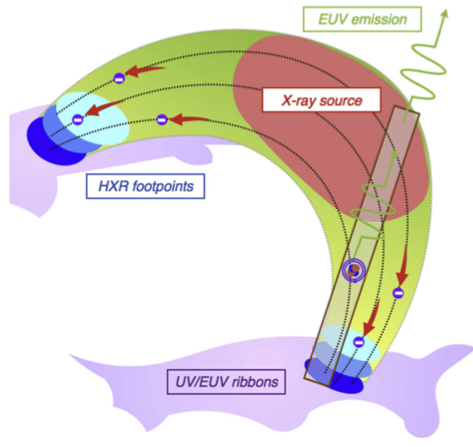 EUV emission
X-ray source
HXR footpoints
UV/EUV ribbons